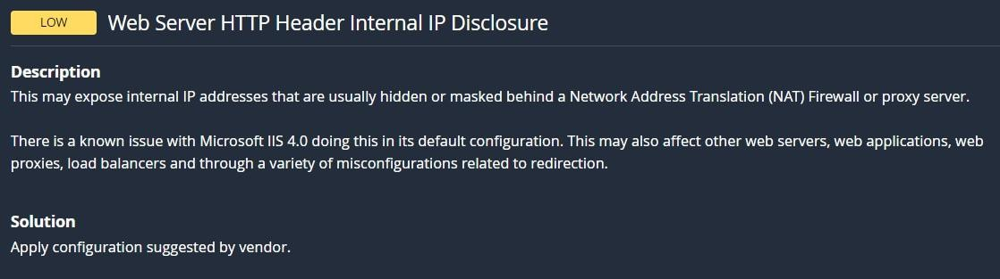 LOW
Web Server HTTP Header Internal IP Disclosure
Description
This may expose internal IP addresses that are usually hidden or masked behind a Network Address Translation (NAT) Firewall or proxy server.
There is a known issue with Microsoft IIS 4.0 doing this in its default configuration. This may also affect other web servers, web applications, web
proxies, load balancers and through a variety of misconfigurations related to redirection.
Solution
Apply configuration suggested by vendor.